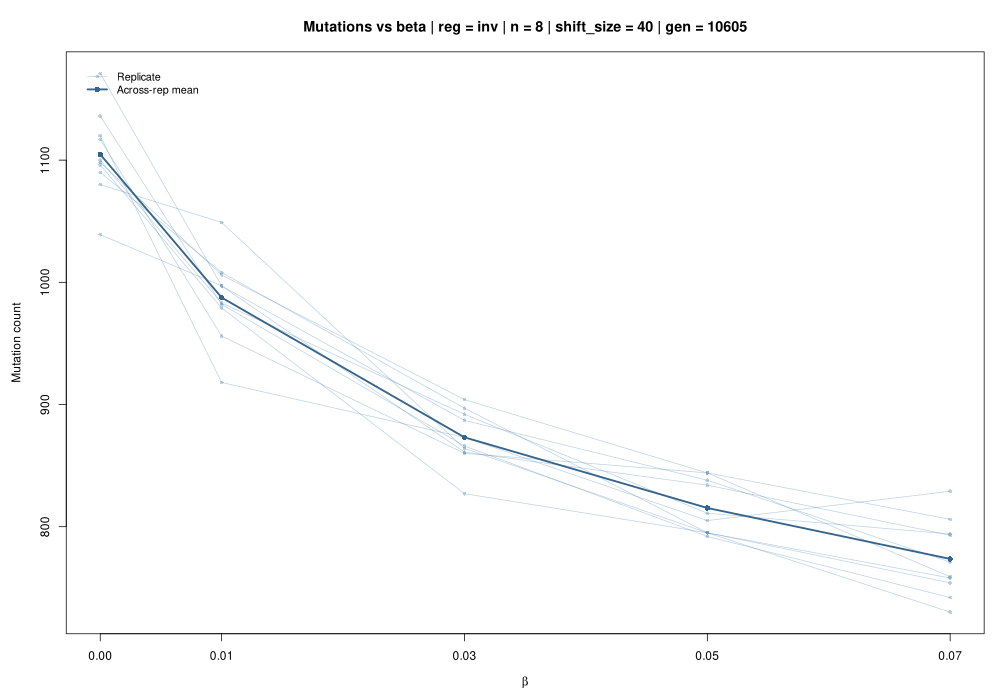 Mutations vs beta | reg = inv | n = 8 | shift_size = 40 | gen = 10605
Replicate
Across-rep mean
Mutation count
1100
1000
900
800
0.00
0.01
0.03
0.05
0.07
β